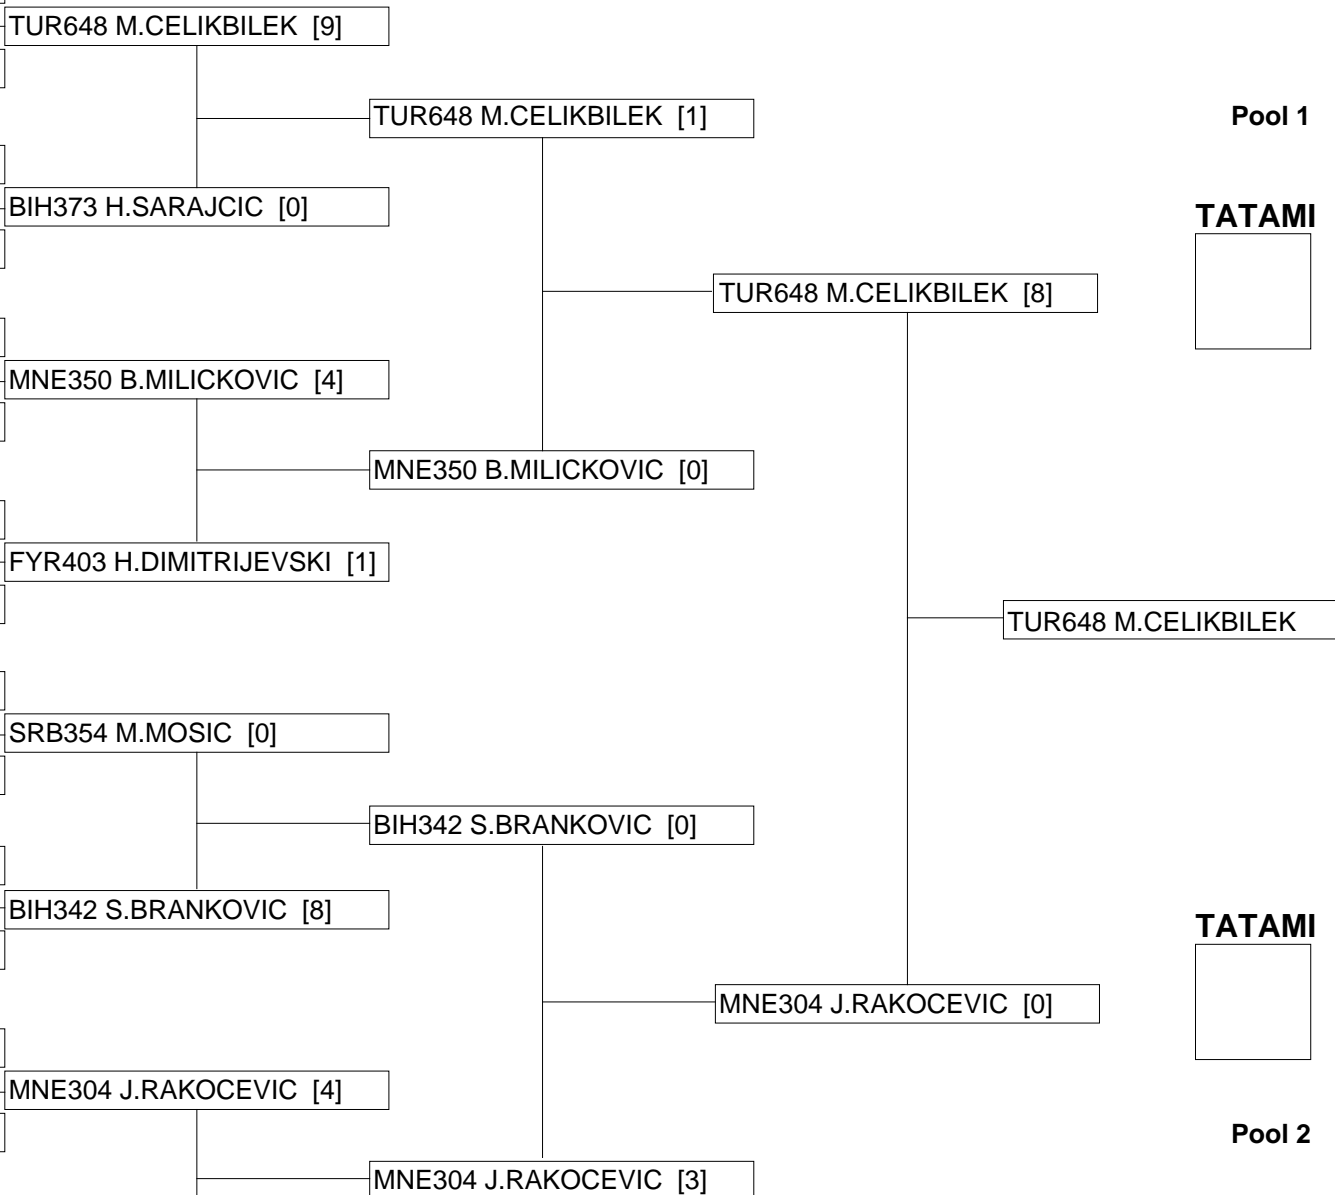 TUR648 M.CELIKBILEK [9]
TUR648 M.CELIKBILEK [1]
Pool 1
BIH373 H.SARAJCIC [0]
TATAMI
TUR648 M.CELIKBILEK [8]
MNE350 B.MILICKOVIC [4]
MNE350 B.MILICKOVIC [0]
FYR403 H.DIMITRIJEVSKI [1]
TUR648 M.CELIKBILEK
SRB354 M.MOSIC [0]
BIH342 S.BRANKOVIC [0]
BIH342 S.BRANKOVIC [8]
TATAMI
MNE304 J.RAKOCEVIC [0]
MNE304 J.RAKOCEVIC [4]
Pool 2
MNE304 J.RAKOCEVIC [3]